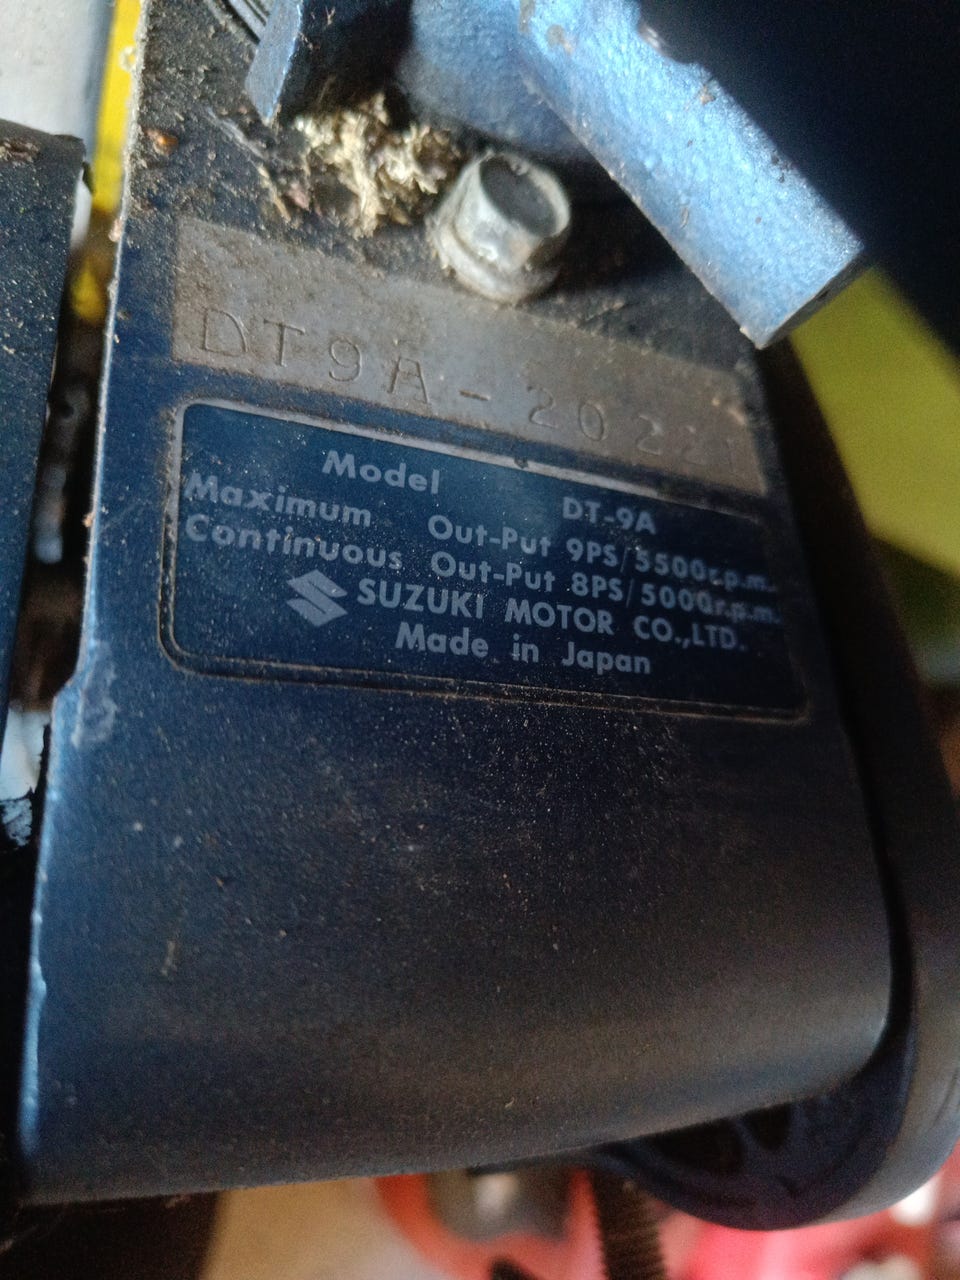 DT9A-20221
Model DT-9A
Maximum Out-Put 9PS/5500r.p.m.
Continuous Out-Put 8PS/5000r.p.m.
SUZUKI MOTOR CO.,LTD.
Made in Japan